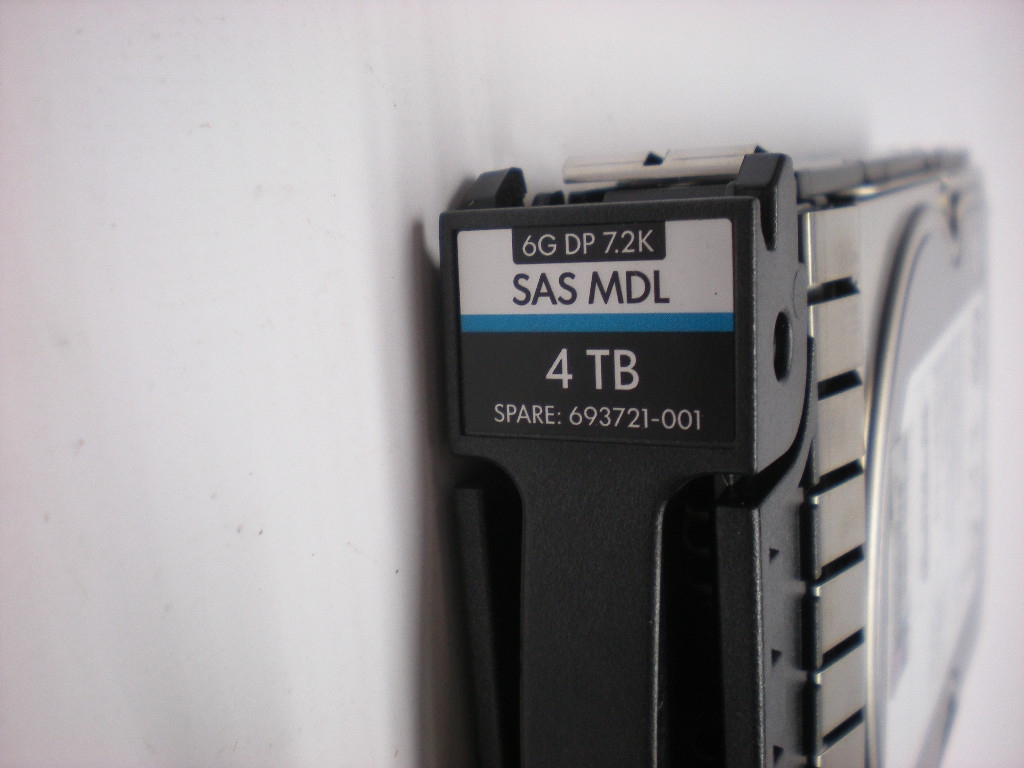 6G DP 7.2K
SAS MDL
4 TB
SPARE: 693721-001